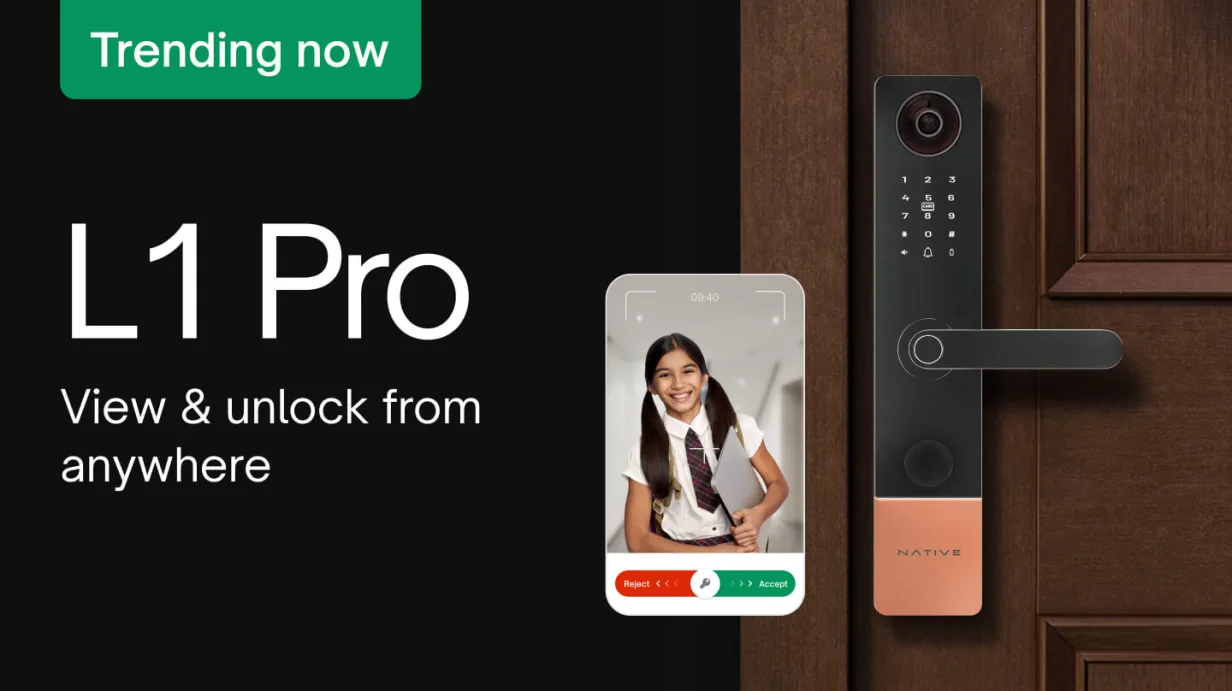 Trending now
L1 Pro
View & unlock from
anywhere
09:40
Reject
Accept
1 2 3
4 5 6
CARD
7 8 9
* 0 #
NATIVE